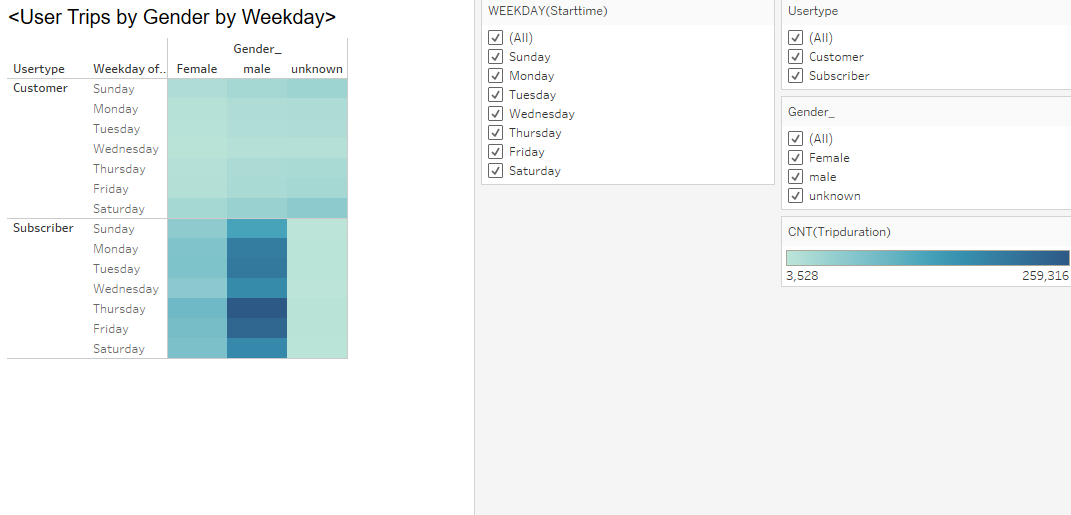 <User Trips by Gender by Weekday>
Gender_
Usertype Weekday of.. Female male unknown
Customer Sunday
Monday
Tuesday
Wednesday
Thursday
Friday
Saturday
Subscriber Sunday
Monday
Tuesday
Wednesday
Thursday
Friday
Saturday
WEEKDAY(Starttime)
(All)
Sunday
Monday
Tuesday
Wednesday
Thursday
Friday
Saturday
Usertype
(All)
Customer
Subscriber
Gender_
(All)
Female
male
unknown
CNT(Tripduration)
3,528 259,316